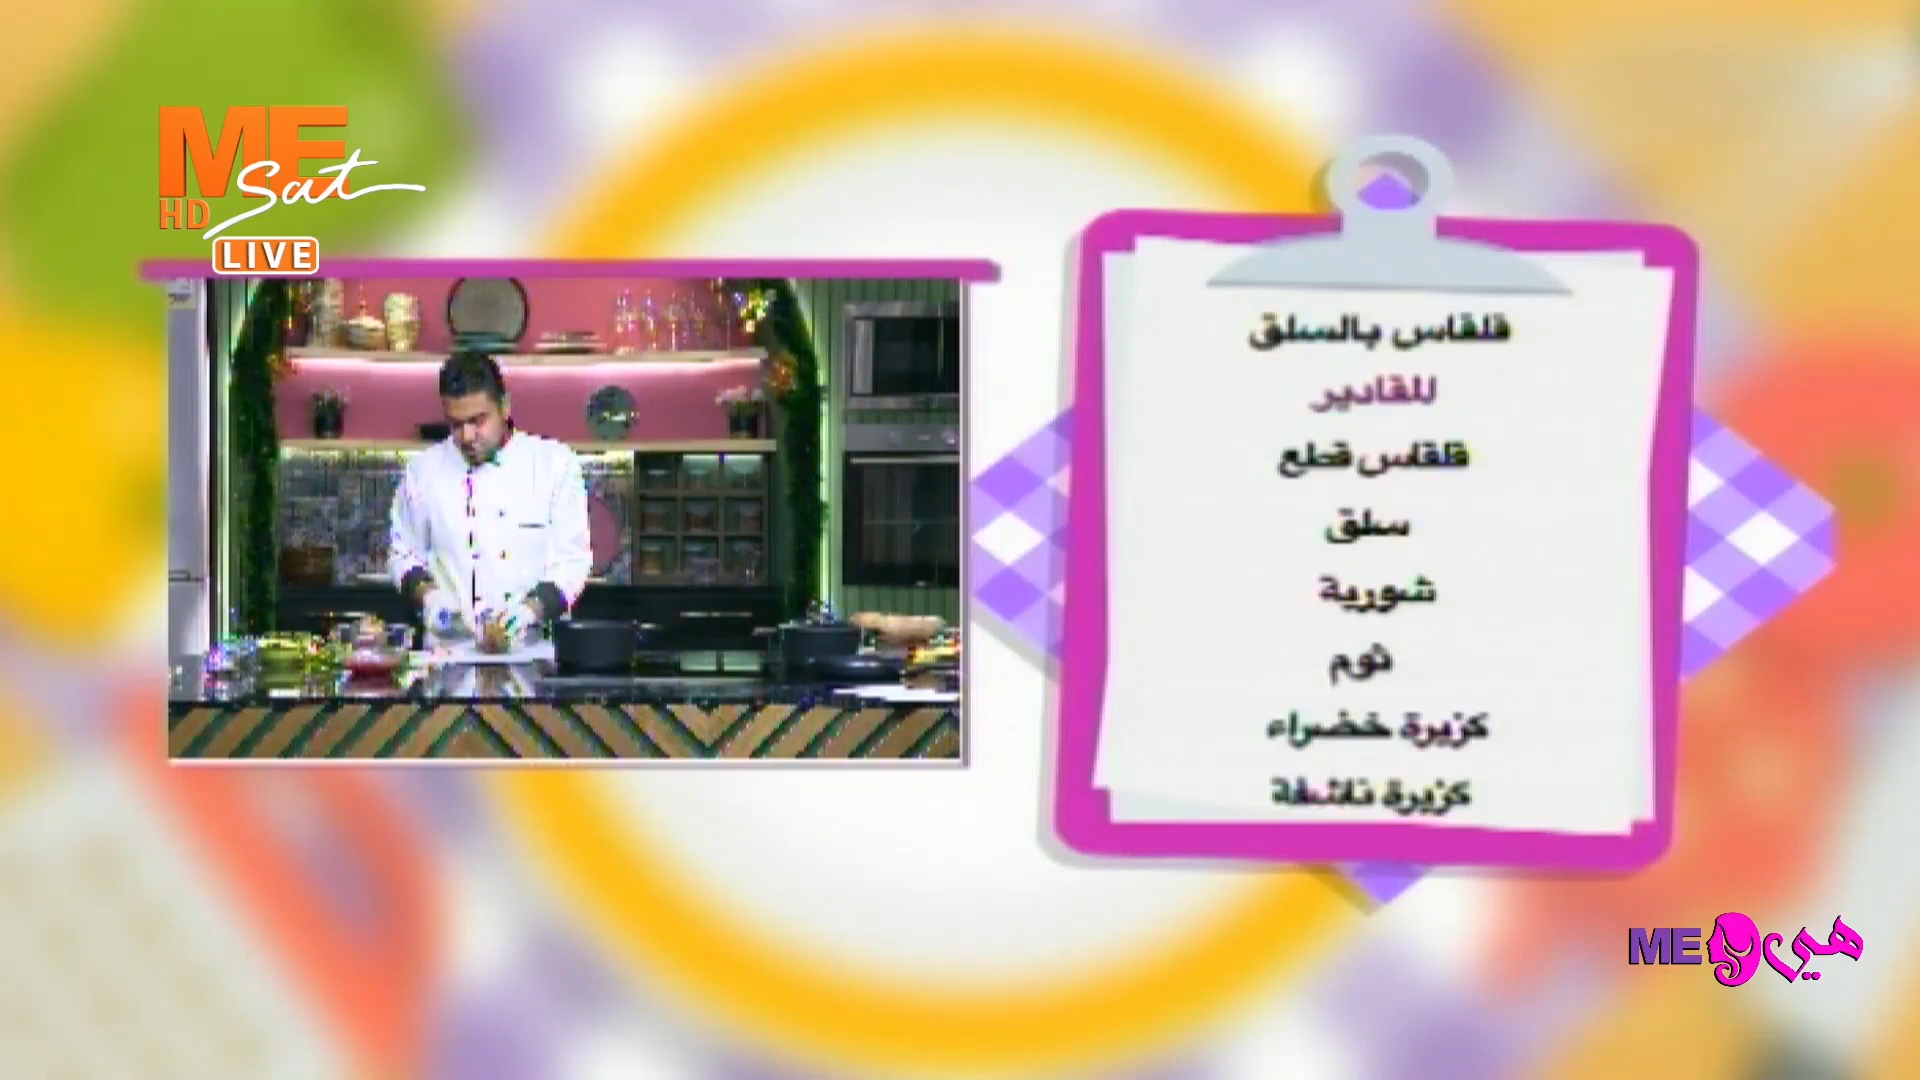 ME Sat
HD
LIVE
قلقاس بالسلق
للقادير
قلقاس قطع
سلق
شوربة
ثوم
كزبرة خضراء
كزبرة ناشفة
ME هي